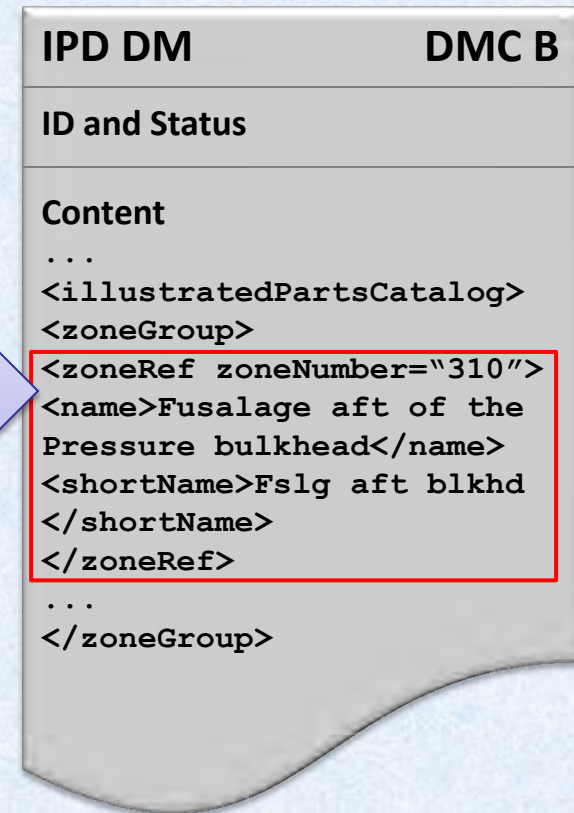 IPD DM DMC B
ID and Status
Content
...
<illustratedPartsCatalog>
<zoneGroup>
<zoneRef zoneNumber=“310”>
<name>Fusalage aft of the
Pressure bulkhead</name>
<shortName>Fslg aft blkhd
</shortName>
</zoneRef>
...
</zoneGroup>